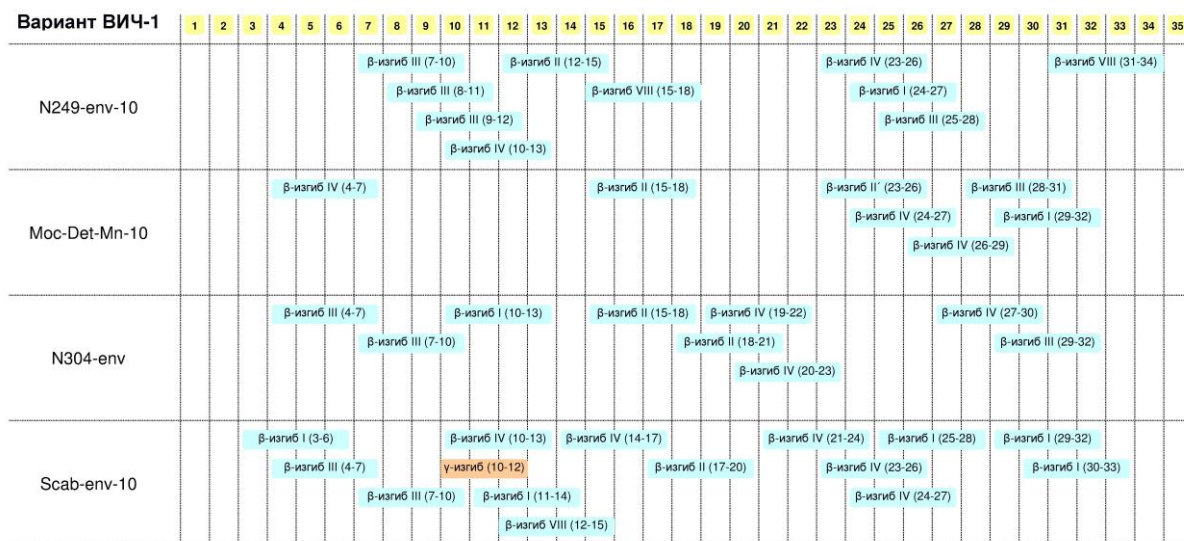 Вариант ВИЧ-1 1 2 3 4 5 6 7 8 9 10 11 12 13 14 15 16 17 18 19 20 21 22 23 24 25 26 27 28 29 30 31 32 33 34 35
β-изгиб III (7-10) β-изгиб II (12-15) β-изгиб IV (23-26) β-изгиб VIII (31-34)
β-изгиб III (8-11) β-изгиб VIII (15-18) β-изгиб I (24-27)
N249-env-10
β-изгиб III (9-12) β-изгиб III (25-28)
β-изгиб IV (10-13)
β-изгиб IV (4-7) β-изгиб II (15-18) β-изгиб II´ (23-26) β-изгиб III (28-31)
β-изгиб IV (24-27) β-изгиб I (29-32)
Moc-Det-Mn-10
β-изгиб IV (26-29)
β-изгиб III (4-7) β-изгиб I (10-13) β-изгиб II (15-18) β-изгиб IV (19-22) β-изгиб IV (27-30)
β-изгиб III (7-10) β-изгиб II (18-21) β-изгиб III (29-32)
N304-env
β-изгиб IV (20-23)
β-изгиб I (3-6) β-изгиб IV (10-13) β-изгиб IV (14-17) β-изгиб IV (21-24) β-изгиб I (25-28) β-изгиб I (29-32)
β-изгиб III (4-7) γ-изгиб (10-12) β-изгиб II (17-20) β-изгиб IV (23-26) β-изгиб I (30-33)
Scab-env-10
β-изгиб III (7-10) β-изгиб I (11-14) β-изгиб IV (24-27)
β-изгиб VIII (12-15)